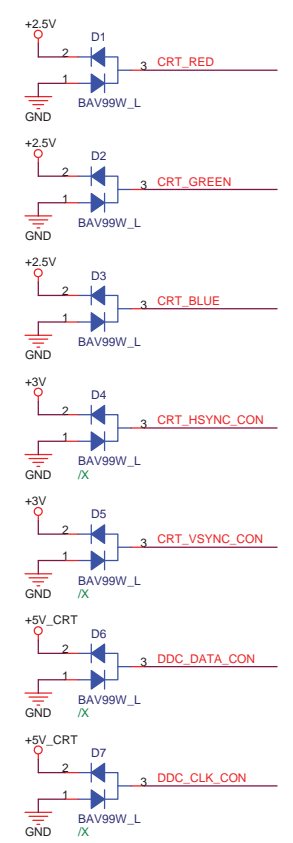 +2.5V
D1
2
3 CRT_RED
1
BAV99W_L
GND
+2.5V
D2
2
3 CRT_GREEN
1
BAV99W_L
GND
+2.5V
D3
2
3 CRT_BLUE
1
BAV99W_L
GND
+3V
D4
2
3 CRT_HSYNC_CON
1
BAV99W_L
GND /X
+3V
D5
2
3 CRT_VSYNC_CON
1
BAV99W_L
GND /X
+5V_CRT
D6
2
3 DDC_DATA_CON
1
BAV99W_L
GND /X
+5V_CRT
D7
2
3 DDC_CLK_CON
1
BAV99W_L
GND /X